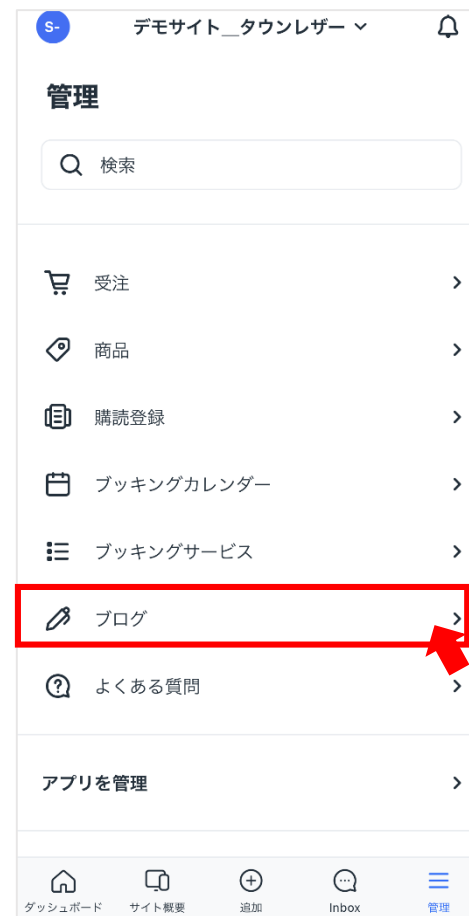 S-
デモサイト__タウンレザー
管理
検索
受注
商品
購読登録
ブッキングカレンダー
ブッキングサービス
ブログ
よくある質問
アプリを管理
ダッシュボード
サイト概要
追加
Inbox
管理